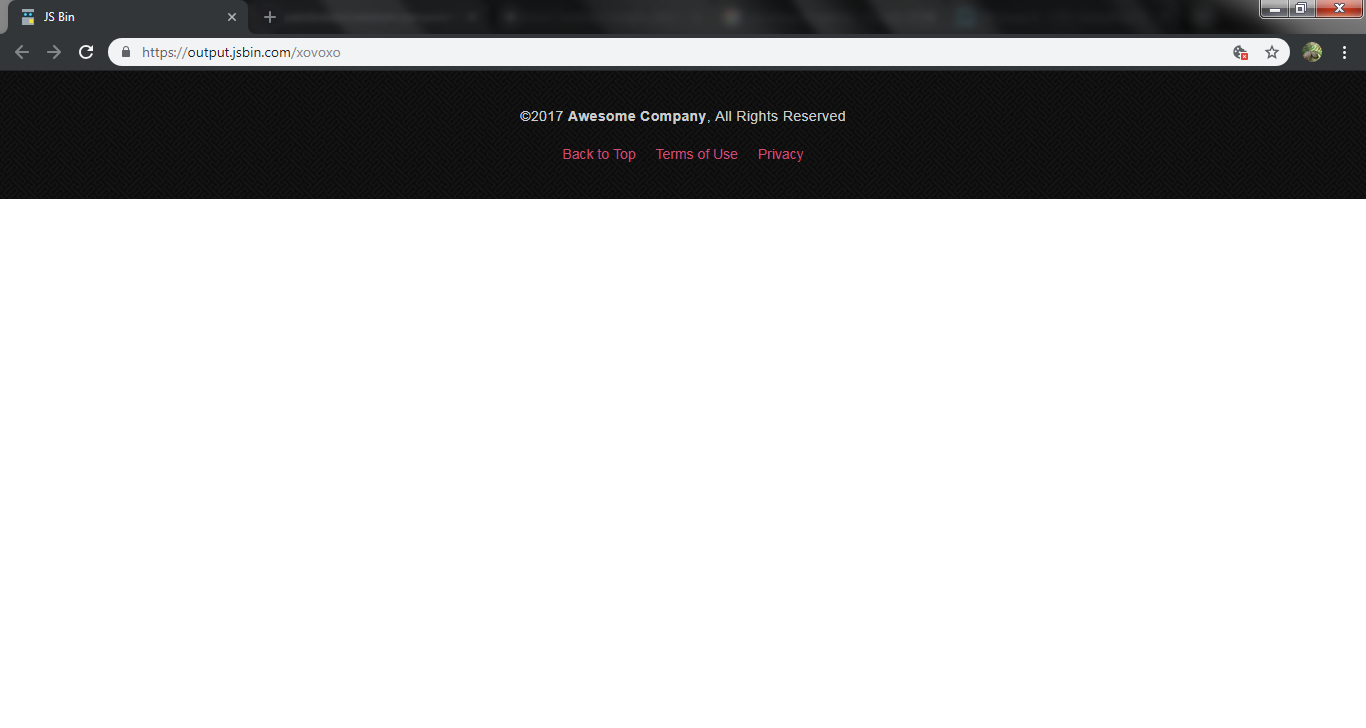 JS Bin
https://output.jsbin.com/xovoxo
©2017 Awesome Company, All Rights Reserved
Back to Top Terms of Use Privacy